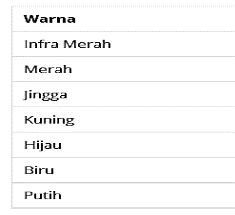 Warna
Infra Merah
Merah
Jingga
Kuning
Hijau
Biru
Putih